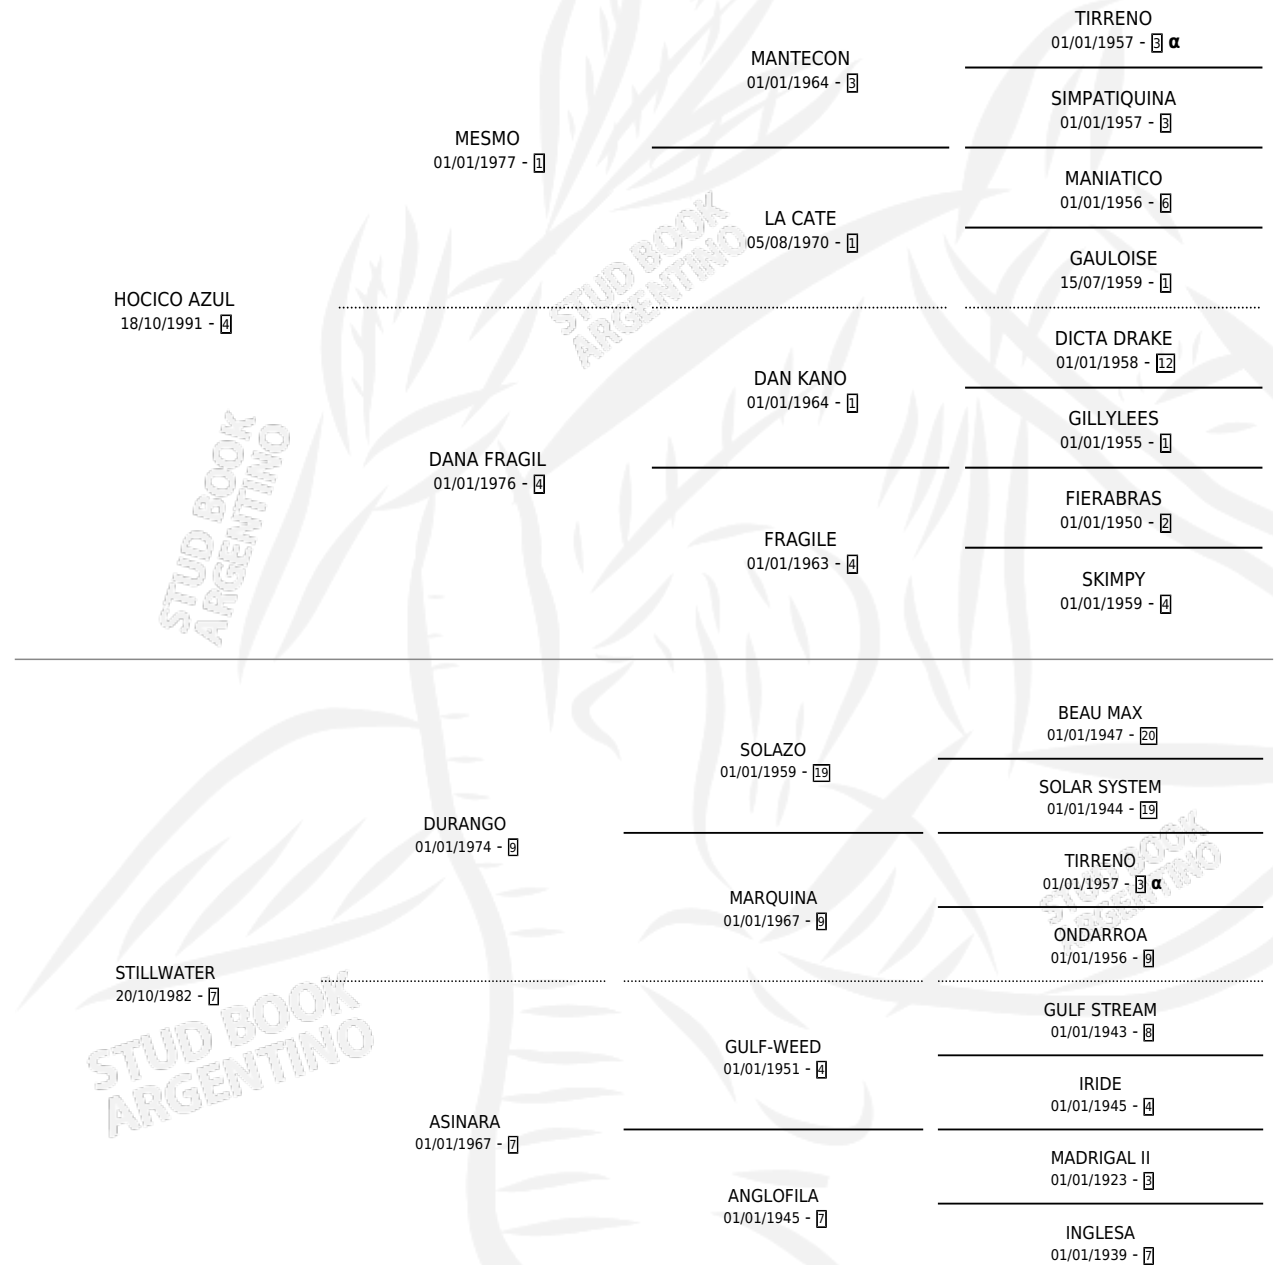 TIRRENO
01/01/1957 - 3 α
MANTECON
01/01/1964 - 3
SIMPATIQUINA
01/01/1957 - 3
MESMO
01/01/1977 - 1
MANIATICO
01/01/1956 - 6
LA CATE
05/08/1970 - 1
GAULOISE
15/07/1959 - 1
HOCICO AZUL
18/10/1991 - 4
DICTA DRAKE
01/01/1958 - 12
DAN KANO
01/01/1964 - 1
GILLYLEES
01/01/1955 - 1
DANA FRAGIL
01/01/1976 - 4
FIERABRAS
01/01/1950 - 2
FRAGILE
01/01/1963 - 4
SKIMPY
01/01/1959 - 4
BEAU MAX
01/01/1947 - 20
SOLAZO
01/01/1959 - 19
SOLAR SYSTEM
01/01/1944 - 19
DURANGO
01/01/1974 - 9
TIRRENO
01/01/1957 - 3 α
MARQUINA
01/01/1967 - 9
ONDARROA
01/01/1956 - 9
STILLWATER
20/10/1982 - 7
GULF STREAM
01/01/1943 - 8
GULF-WEED
01/01/1951 - 4
IRIDE
01/01/1945 - 4
ASINARA
01/01/1967 - 7
MADRIGAL II
01/01/1923 - 3
ANGLOFILA
01/01/1945 - 7
INGLESA
01/01/1939 - 7
STUD BOOK
ARGENTINO
STUD BOOK
ARGENTINO
STUD BOOK
ARGENTINO
STUD BOOK
ARGENTINO